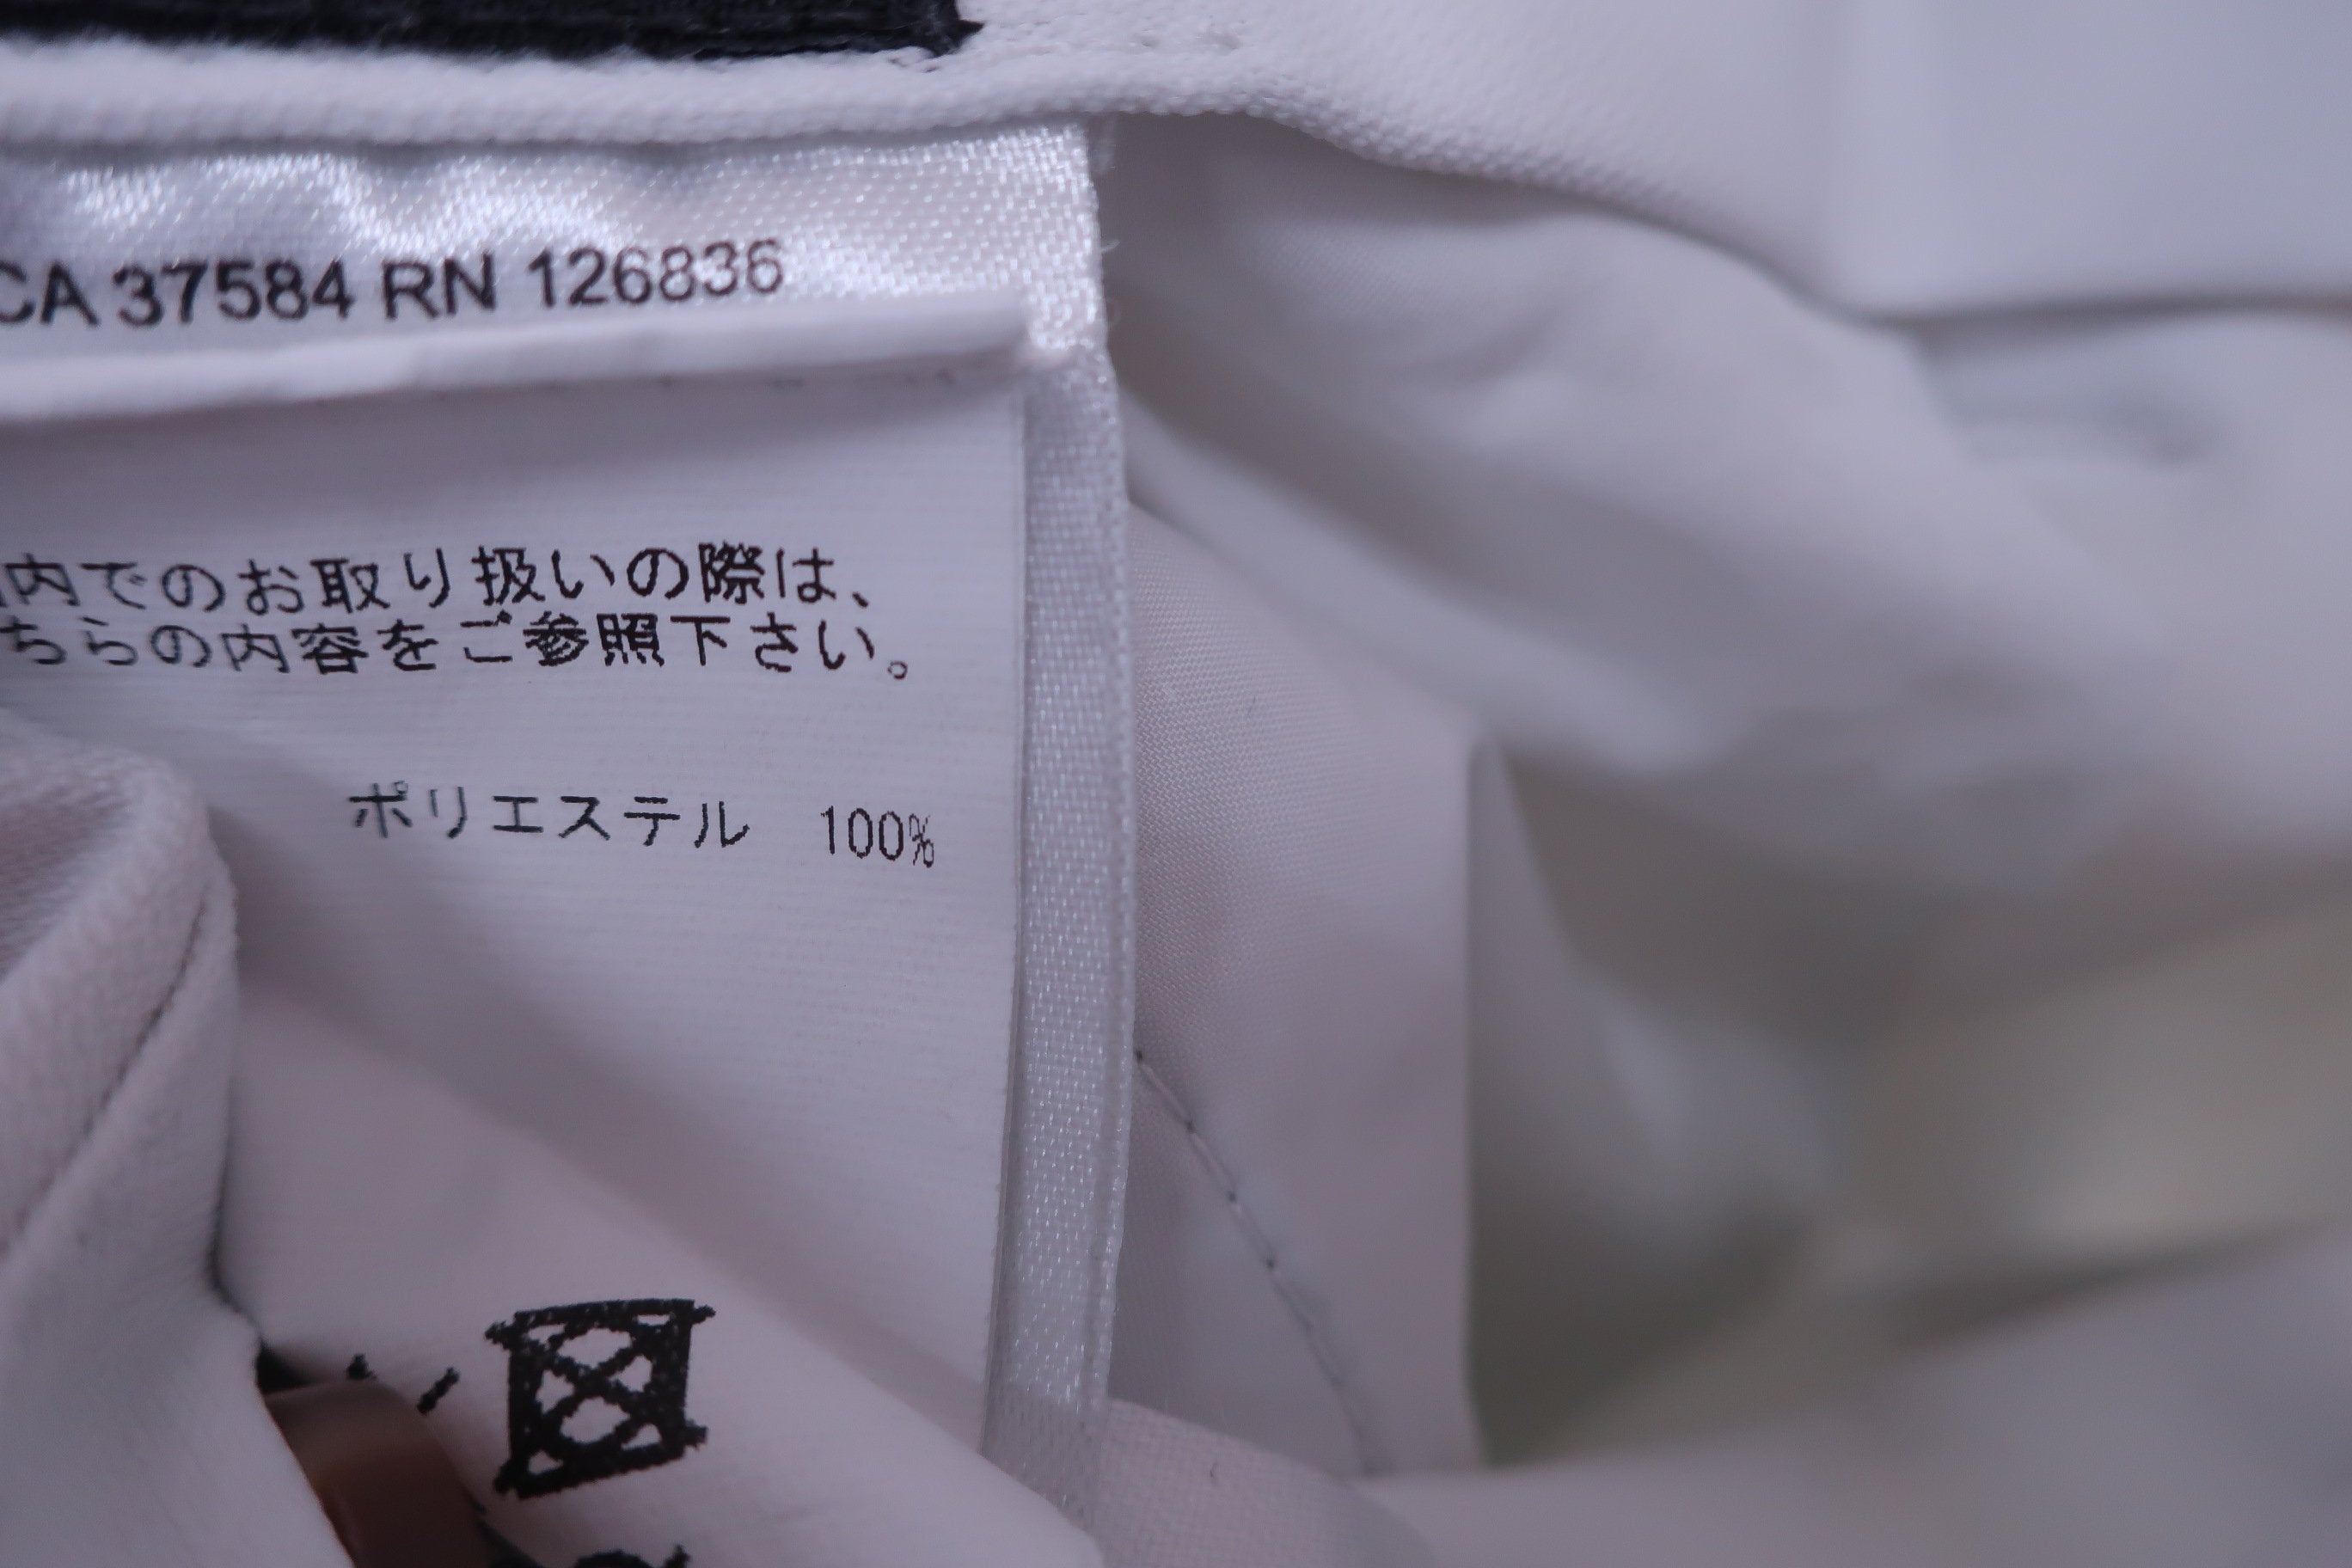 CA 37584 RN 126836
内でのお取り扱いの際は、
ちらの内容をご参照下さい。
ポリエステル 100%